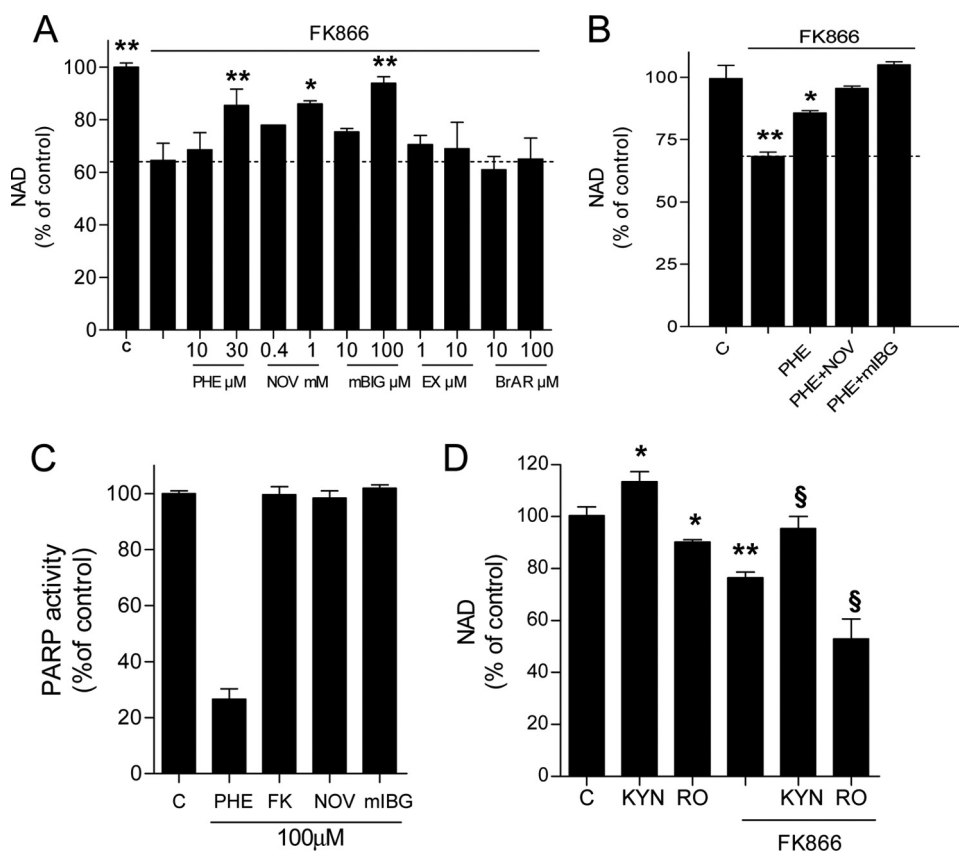 A
FK866
NAD
(% of control)
100
80
60
40
20
0
**
**
*
**
c
-
10
30
0.4
1
10
100
1
10
10
100
PHE µM
NOV mM
mBIG µM
EX µM
BrAR µM
B
FK866
NAD
(% of control)
100
75
50
25
0
**
*
C
-
PHE
PHE+NOV
PHE+mIBG
C
PARP activity
(%of control)
100
80
60
40
20
0
C
PHE
FK
NOV
mIBG
100µM
D
NAD
(% of control)
120
100
80
60
40
20
0
*
*
**
§
§
C
KYN
RO
-
KYN
RO
FK866